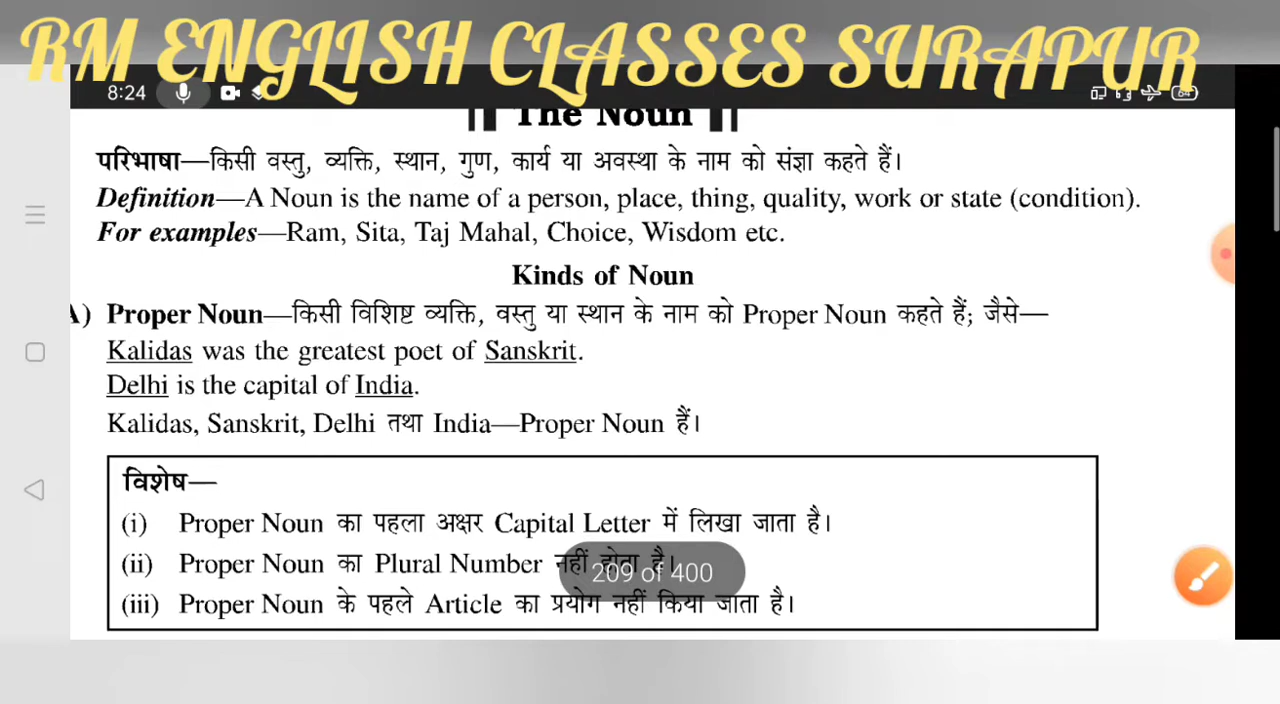 RM ENGLISH CLASSES SURAPUR
8:24
The Noun
परिभाषा—किसी वस्तु, व्यक्ति, स्थान, गुण, कार्य या अवस्था के नाम को संज्ञा कहते हैं।
Definition—A Noun is the name of a person, place, thing, quality, work or state (condition).
For examples—Ram, Sita, Taj Mahal, Choice, Wisdom etc.
Kinds of Noun
A) Proper Noun—किसी विशिष्ट व्यक्ति, वस्तु या स्थान के नाम को Proper Noun कहते हैं; जैसे—
Kalidas was the greatest poet of Sanskrit.
Delhi is the capital of India.
Kalidas, Sanskrit, Delhi तथा India—Proper Noun हैं।
विशेष—
(i) Proper Noun का पहला अक्षर Capital Letter में लिखा जाता है।
(ii) Proper Noun का Plural Number नहीं होता है।
209 of 400
(iii) Proper Noun के पहले Article का प्रयोग नहीं किया जाता है।